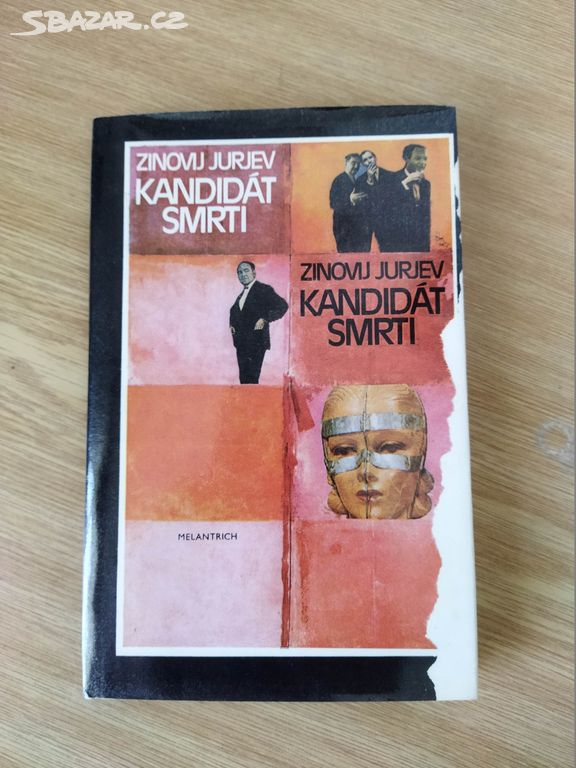 SBAZAR.CZ
ZINOVIJ JURJEV
KANDIDÁT
SMRTI
ZINOVIJ JURJEV
KANDIDÁT
SMRTI
MELANTRICH